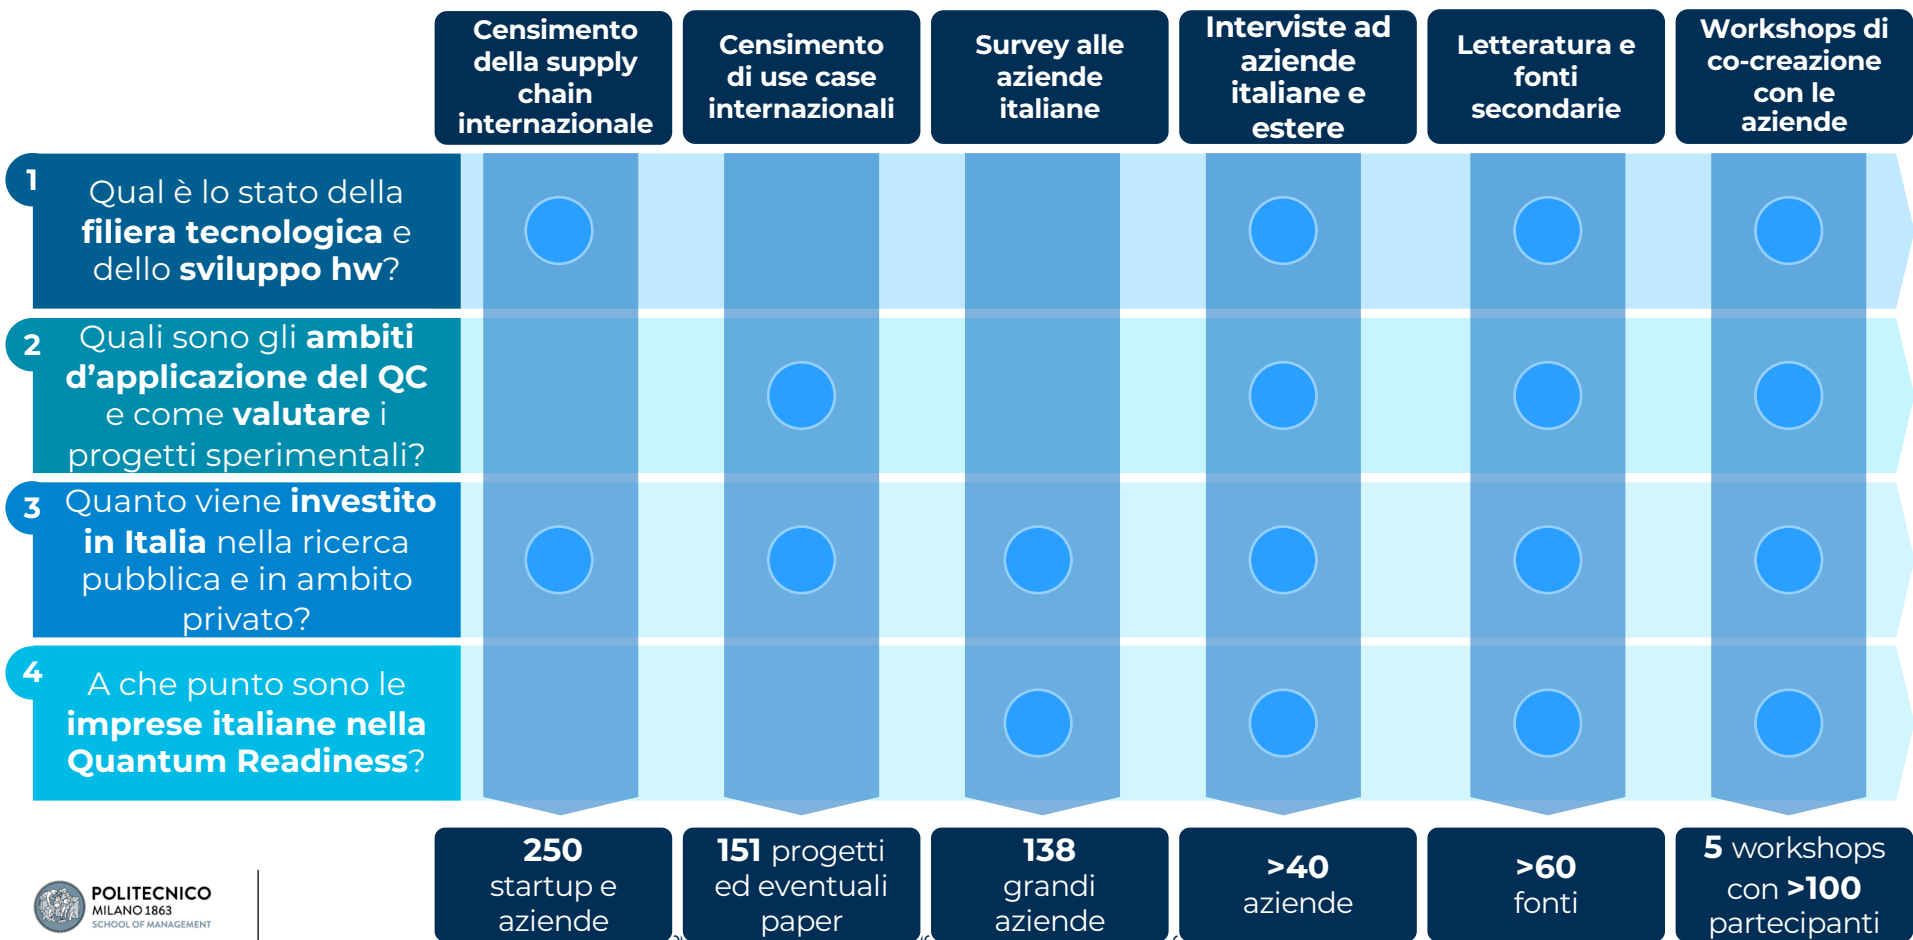 Censimento
della supply
chain
internazionale
Censimento
di use case
internazionali
Survey alle
aziende
italiane
Interviste ad
aziende
italiane e
estere
Letteratura e
fonti
secondarie
Workshops di
co-creazione
con le
aziende
1
Qual è lo stato della
filiera tecnologica e
dello sviluppo hw?
2
Quali sono gli ambiti
d’applicazione del QC
e come valutare i
progetti sperimentali?
3
Quanto viene investito
in Italia nella ricerca
pubblica e in ambito
privato?
4
A che punto sono le
imprese italiane nella
Quantum Readiness?
250
startup e
aziende
151 progetti
ed eventuali
paper
138
grandi
aziende
>40
aziende
>60
fonti
5 workshops
con >100
partecipanti
POLITECNICO
MILANO 1863
SCHOOL OF MANAGEMENT